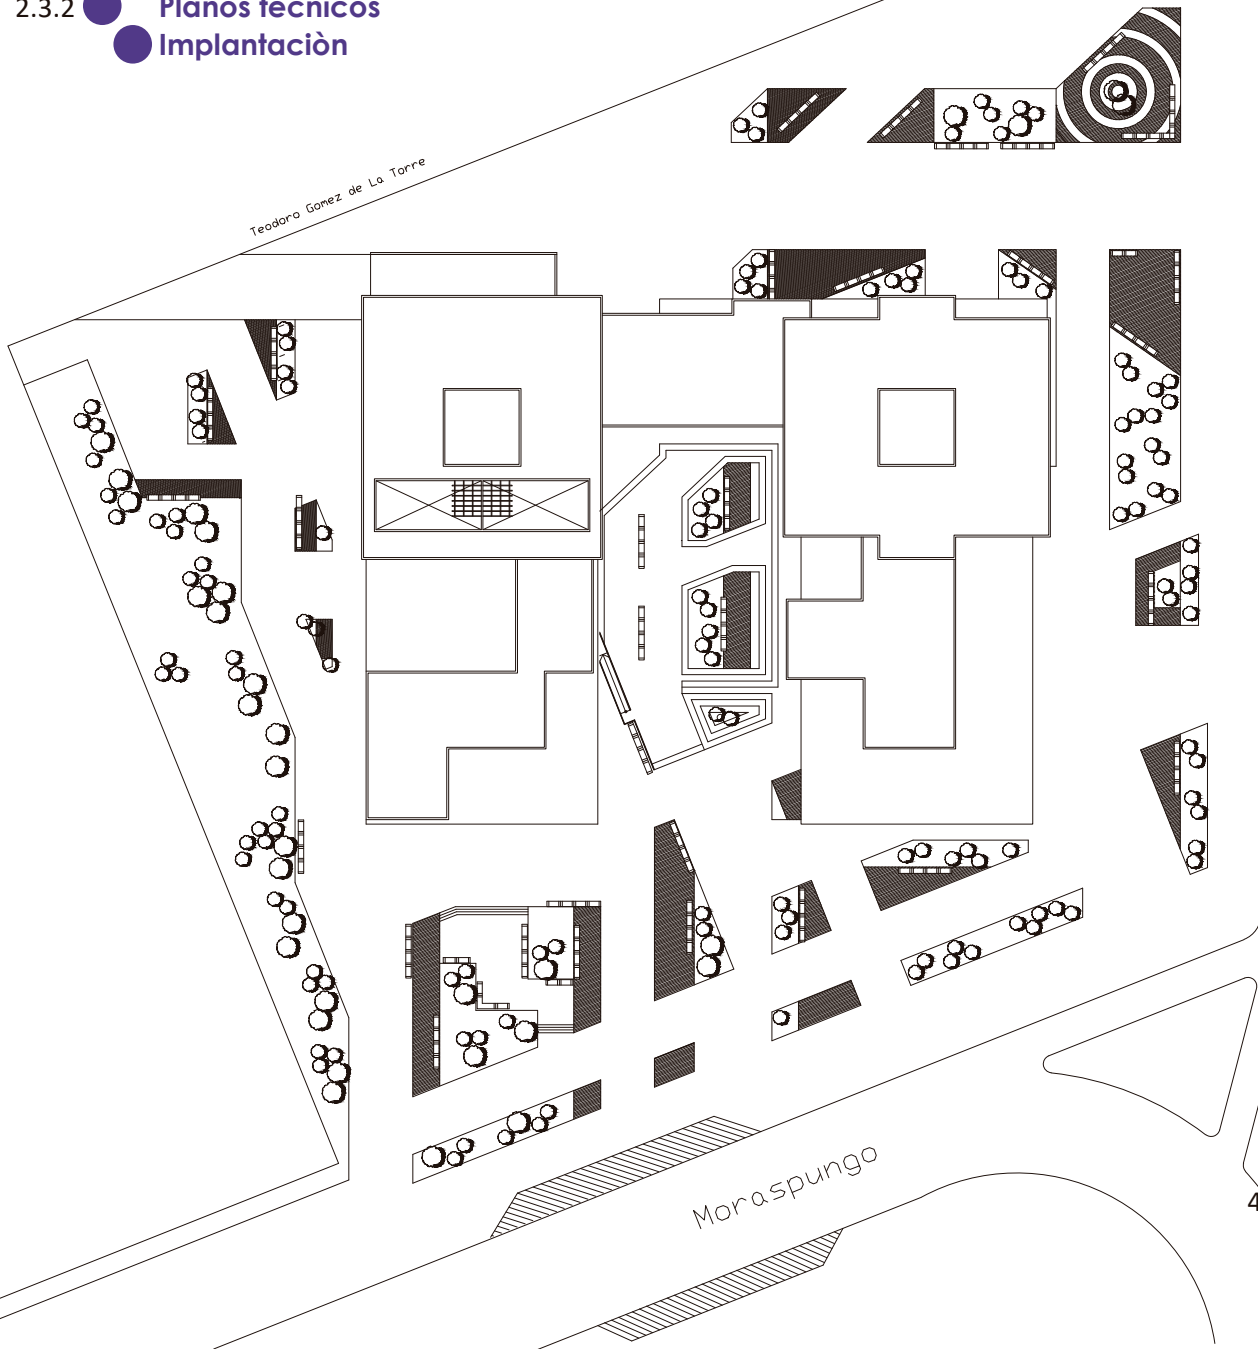 2.3.2 Planos técnicos
Implantaciòn
Teodoro Gomez de La Torre
Moraspungo
4